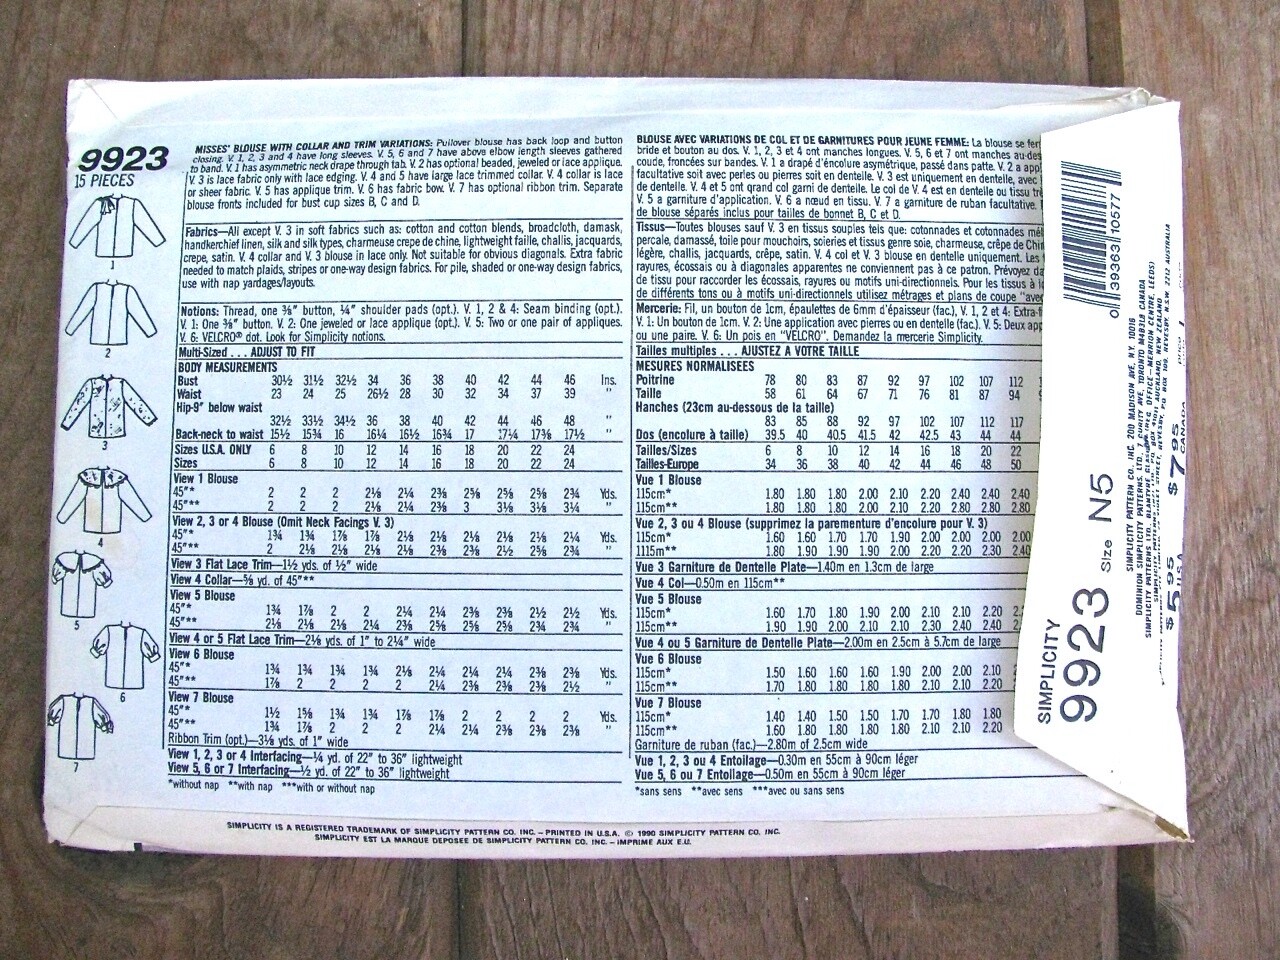 9923
15 PIECES
1
2
3
4
5
6
7
MISSES' BLOUSE WITH COLLAR AND TRIM VARIATIONS: Pullover blouse has back loop and button
closing. V. 1, 2, 3 and 4 have long sleeves. V. 5, 6 and 7 have above elbow length sleeves gathered
to band. V. 1 has asymmetric neck drape through tab. V. 2 has optional beaded, jeweled or lace applique.
V. 3 is lace fabric only with lace edging. V. 4 and 5 have large lace trimmed collar. V. 4 collar is lace
or sheer fabric. V. 5 has applique trim. V. 6 has fabric bow. V. 7 has optional ribbon trim. Separate
blouse fronts included for bust cup sizes B, C and D.
Fabrics—All except V. 3 in soft fabrics such as: cotton and cotton blends, broadcloth, damask,
handkerchief linen, silk and silk types, charmeuse crepe de chine, lightweight faille, challis, jacquards,
crepe, satin. V. 4 collar and V. 3 blouse in lace only. Not suitable for obvious diagonals. Extra fabric
needed to match plaids, stripes or one-way design fabrics. For pile, shaded or one-way design fabrics,
use with nap yardages/layouts.
Notions: Thread, one ⅜" button, ¼" shoulder pads (opt.). V. 1, 2 & 4: Seam binding (opt.).
V. 1: One ⅜" button. V. 2: One jeweled or lace applique (opt.). V. 5: Two or one pair of appliques.
V. 6: VELCRO® dot. Look for Simplicity notions.
Multi-Sized . . . ADJUST TO FIT
BODY MEASUREMENTS
Bust 30½ 31½ 32½ 34 36 38 40 42 44 46 Ins.
Waist 23 24 25 26½ 28 30 32 34 37 39 "
Hip-9" below waist
32½ 33½ 34½ 36 38 40 42 44 46 48 "
Back-neck to waist 15½ 15¾ 16 16¼ 16½ 16¾ 17 17¼ 17⅜ 17½ "
Sizes U.S.A. ONLY 6 8 10 12 14 16 18 20 22 24
Sizes 6 8 10 12 14 16 18 20 22 24
View 1 Blouse
45"* 2 2 2 2⅛ 2¼ 2⅜ 2⅝ 2⅝ 2⅝ 2¾ Yds.
45"** 2 2 2 2⅛ 2¼ 2⅜ 3 3⅛ 3⅛ 3¼ "
View 2, 3 or 4 Blouse (Omit Neck Facings V. 3)
45"* 1¾ 1¾ 1⅞ 1⅞ 2⅛ 2⅛ 2⅛ 2⅛ 2⅛ 2¼ Yds.
45"** 2 2⅛ 2⅛ 2⅛ 2⅛ 2⅜ 2⅜ 2½ 2⅝ 2¾ "
View 3 Flat Lace Trim—1½ yds. of ½" wide
View 4 Collar—⅝ yd. of 45"**
View 5 Blouse
45"* 1¾ 1⅞ 2 2 2¼ 2¼ 2⅜ 2⅜ 2½ 2½ Yds.
45"** 2⅛ 2⅛ 2⅛ 2⅜ 2⅜ 2⅝ 2⅝ 2⅝ 2¾ 2¾ "
View 4 or 5 Flat Lace Trim—2⅛ yds. of 1" to 2¼" wide
View 6 Blouse
45"* 1¾ 1¾ 1¾ 1¾ 2⅛ 2¼ 2¼ 2⅜ 2⅜ 2⅜ Yds.
45"** 1⅞ 2 2 2 2 2¼ 2⅜ 2⅜ 2⅜ 2½ "
View 7 Blouse
45"* 1½ 1⅝ 1¾ 1¾ 1⅞ 1⅞ 2 2 2 2 Yds.
45"** 1¾ 1⅞ 2 2 2 2¼ 2¼ 2⅜ 2⅜ 2⅜ "
Ribbon Trim (opt.)—3⅛ yds. of 1" wide
View 1, 2, 3 or 4 Interfacing—¼ yd. of 22" to 36" lightweight
View 5, 6 or 7 Interfacing—½ yd. of 22" to 36" lightweight
*without nap **with nap ***with or without nap
BLOUSE AVEC VARIATIONS DE COL ET DE GARNITURES POUR JEUNE FEMME: La blouse se fer
bride et bouton au dos. V. 1, 2, 3 et 4 ont manches longues. V. 5, 6 et 7 ont manches au-des
coude, froncées sur bandes. V. 1 a drapé d'encolure asymétrique, passé dans patte. V. 2 a app
facultative soit avec perles ou pierres soit en dentelle. V. 3 est uniquement en dentelle, avec
de dentelle. V. 4 et 5 ont grand col garni de dentelle. Le col de V. 4 est en dentelle ou tissu tr
V. 5 a garniture d'application. V. 6 a nœud en tissu. V. 7 a garniture de ruban facultative.
de blouse séparés inclus pour tailles de bonnet B, C et D.
Tissus—Toutes blouses sauf V. 3 en tissus souples teis que: cotonnades et cotonnades mé
percale, damassé, toile pour mouchoirs, soieries et tissus genre soie, charmeuse, crêpe de Chi
légère, challis, jacquards, crêpe, satin. V. 4 col et V. 3 blouse en dentelle uniquement. Les
rayures, écossais ou à diagonales apparentes ne conviennent pas à ce patron. Prévoyez da
de tissu pour raccorder les écossais, rayures ou motifs uni-directionnels. Pour les tissus à l
de différents tons ou à motifs uni-directionnels utilisez métrages et plans de coupe "avec
Mercerie: Fil, un bouton de 1cm, épaulettes de 6mm d'épaisseur (fac.), V. 1, 2 et 4: Extra-f
V. 1: Un bouton de 1cm. V. 2: Une application avec pierres ou en dentelle (fac.). V. 5: Deux app
ou une paire. V. 6: Un pois en "VELCRO". Demandez la mercerie Simplicity.
Tailles multiples . . . AJUSTEZ A VOTRE TAILLE
MESURES NORMALISEES
Poitrine 78 80 83 87 92 97 102 107 112
Taille 58 61 64 67 71 76 81 87 94
Hanches (23cm au-dessous de la taille)
83 85 88 92 97 102 107 112 117
Dos (encolure à taille) 39.5 40 40.5 41.5 42 42.5 43 44 44
Tailles/Sizes 6 8 10 12 14 16 18 20 22
Tailles-Europe 34 36 38 40 42 44 46 48 50
Vue 1 Blouse
115cm* 1.80 1.80 1.80 2.00 2.10 2.20 2.40 2.40 2.40
115cm** 1.80 1.80 1.80 2.00 2.10 2.20 2.80 2.80 2.80
Vue 2, 3 ou 4 Blouse (supprimez la parementure d'encolure pour V. 3)
115cm* 1.60 1.60 1.70 1.70 1.90 2.00 2.00 2.00 2.00
1115m** 1.80 1.90 1.90 1.90 2.00 2.20 2.20 2.30 2.40
Vue 3 Garniture de Dentelle Plate—1.40m en 1.3cm de large
Vue 4 Col—0.50m en 115cm**
Vue 5 Blouse
115cm* 1.60 1.70 1.80 1.90 2.00 2.10 2.10 2.20
115cm** 1.90 1.90 2.00 2.10 2.10 2.30 2.40 2.40
Vue 4 ou 5 Garniture de Dentelle Plate—2.00m en 2.5cm à 5.7cm de large
Vue 6 Blouse
115cm* 1.50 1.60 1.60 1.60 1.90 2.00 2.00 2.10
115cm** 1.70 1.80 1.80 1.80 1.80 2.10 2.10 2.20
Vue 7 Blouse
115cm* 1.40 1.40 1.50 1.50 1.70 1.70 1.80 1.80
115cm** 1.60 1.80 1.80 1.80 1.80 2.10 2.10 2.20
Garniture de ruban (fac.)—2.80m of 2.5cm wide
Vue 1, 2, 3 ou 4 Entoilage—0.30m en 55cm à 90cm léger
Vue 5, 6 ou 7 Entoilage—0.50m en 55cm à 90cm léger
*sans sens **avec sens ***avec ou sans sens
SIMPLICITY
9923 Size N5
0 39363 10577
SIMPLICITY PATTERN CO. INC. 200 MADISON AVE. N.Y. 10016
DOMINION SIMPLICITY PATTERNS. LTD., 7 CURITY AVE, TORONTO M4B3L8 CANADA
$5.95 U.S.A.
$7.95 CANADA
SIMPLICITY IS A REGISTERED TRADEMARK OF SIMPLICITY PATTERN CO. INC. – PRINTED IN U.S.A. © 1990 SIMPLICITY PATTERN CO. INC.
SIMPLICITY EST LA MARQUE DEPOSEE DE SIMPLICITY PATTERN CO. INC. – IMPRIME AUX E.U.